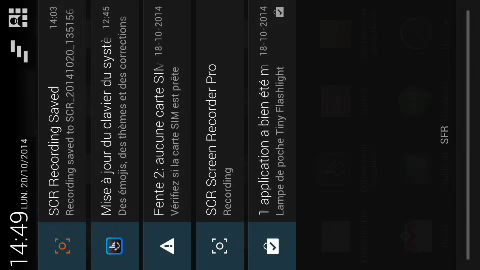 14:49 LUN. 20/10/2014
SCR Recording Saved 14:03
Recording saved to SCR_20141020_135156
Mise à jour du clavier du systè 12:45
Des émojis, des thèmes et des corrections
Fente 2: aucune carte SIM 18-10-2014
Vérifiez si la carte SIM est prête
SCR Screen Recorder Pro
Recording
1 application a bien été m 18-10-2014
Lampe de poche Tiny Flashlight
SFR